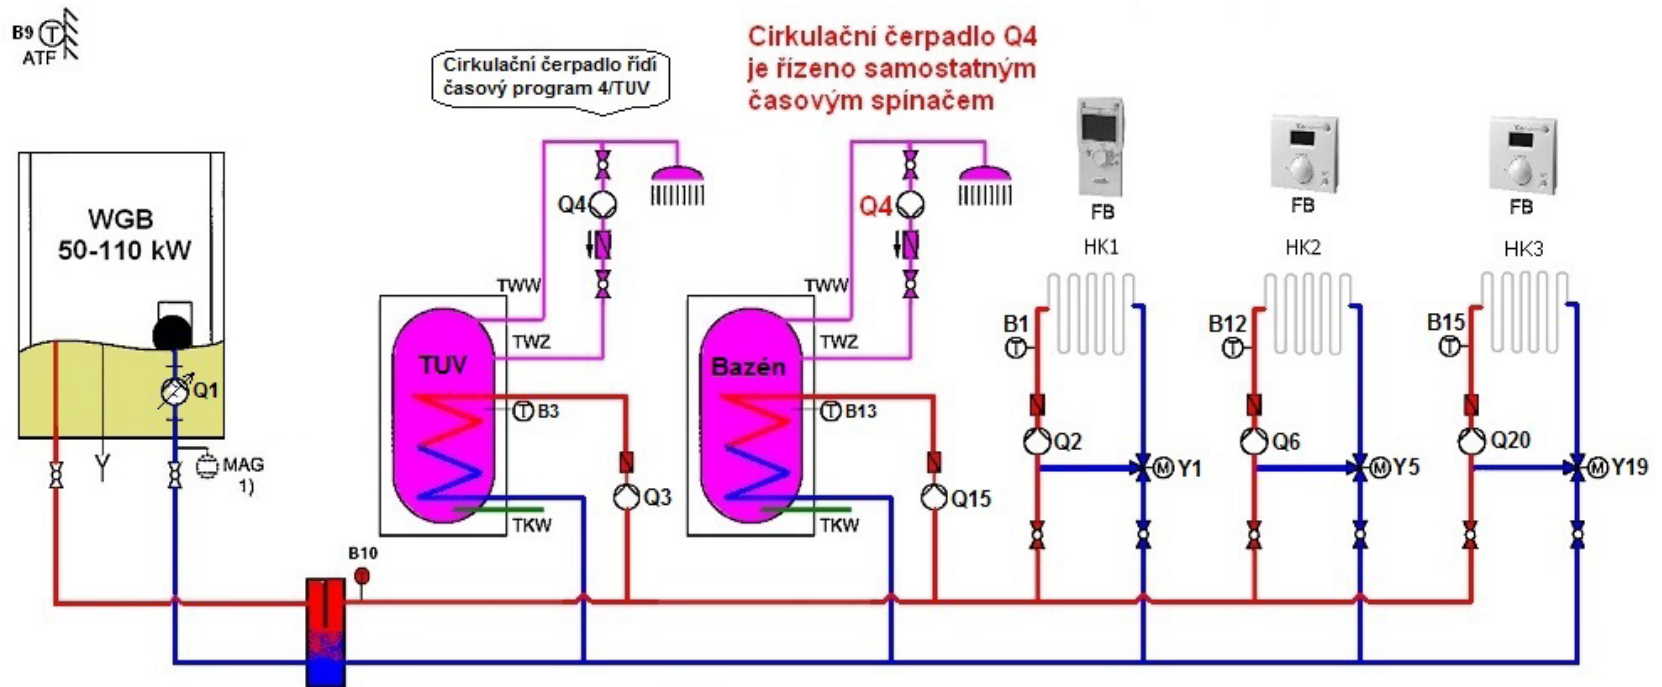 B9 T
ATF
Cirkulační čerpadlo řídí
časový program 4/TUV
Cirkulační čerpadlo Q4
je řízeno samostatným
časovým spínačem
WGB
50-110 kW
Q1
MAG
1)
Q4
TWW
TWZ
TUV
T B3
Q3
TKW
Q4
TWW
TWZ
Bazén
T B13
Q15
TKW
B10
T
FB
HK1
B1
T
Q2
M Y1
FB
HK2
B12
T
Q6
M Y5
FB
HK3
B15
T
Q20
M Y19